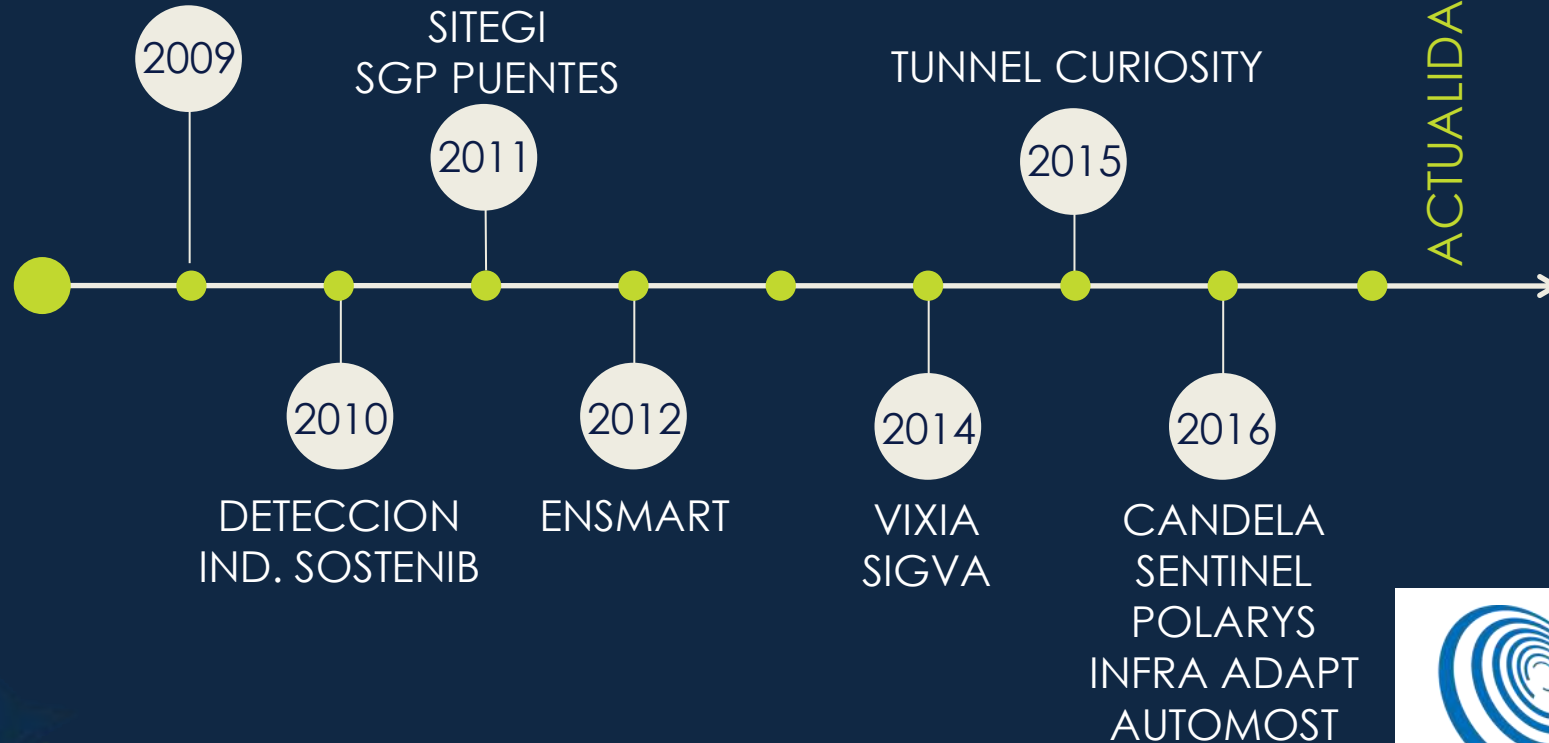 2009
SITEGI
SGP PUENTES
2011
TUNNEL CURIOSITY
2015
ACTUALIDA
2010
DETECCION
IND. SOSTENIB
2012
ENSMART
2014
VIXIA
SIGVA
2016
CANDELA
SENTINEL
POLARYS
INFRA ADAPT
AUTOMOST